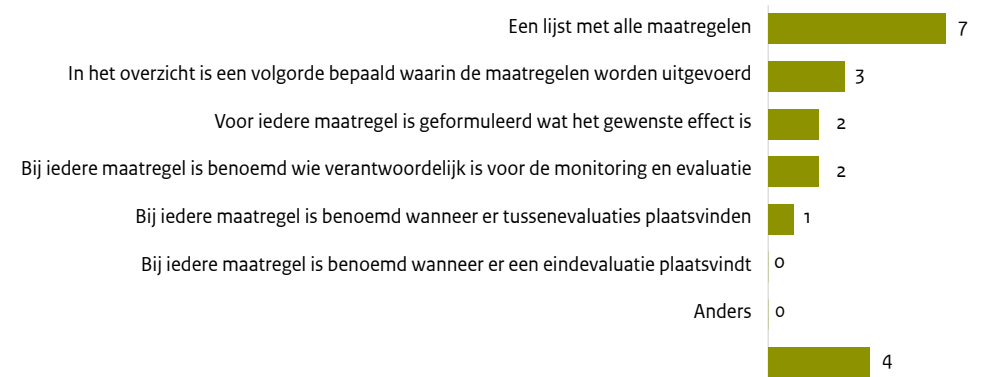 Een lijst met alle maatregelen 7
In het overzicht is een volgorde bepaald waarin de maatregelen worden uitgevoerd 3
Voor iedere maatregel is geformuleerd wat het gewenste effect is 2
Bij iedere maatregel is benoemd wie verantwoordelijk is voor de monitoring en evaluatie 2
Bij iedere maatregel is benoemd wanneer er tussenevaluaties plaatsvinden 1
Bij iedere maatregel is benoemd wanneer er een eindevaluatie plaatsvindt 0
Anders 0
4